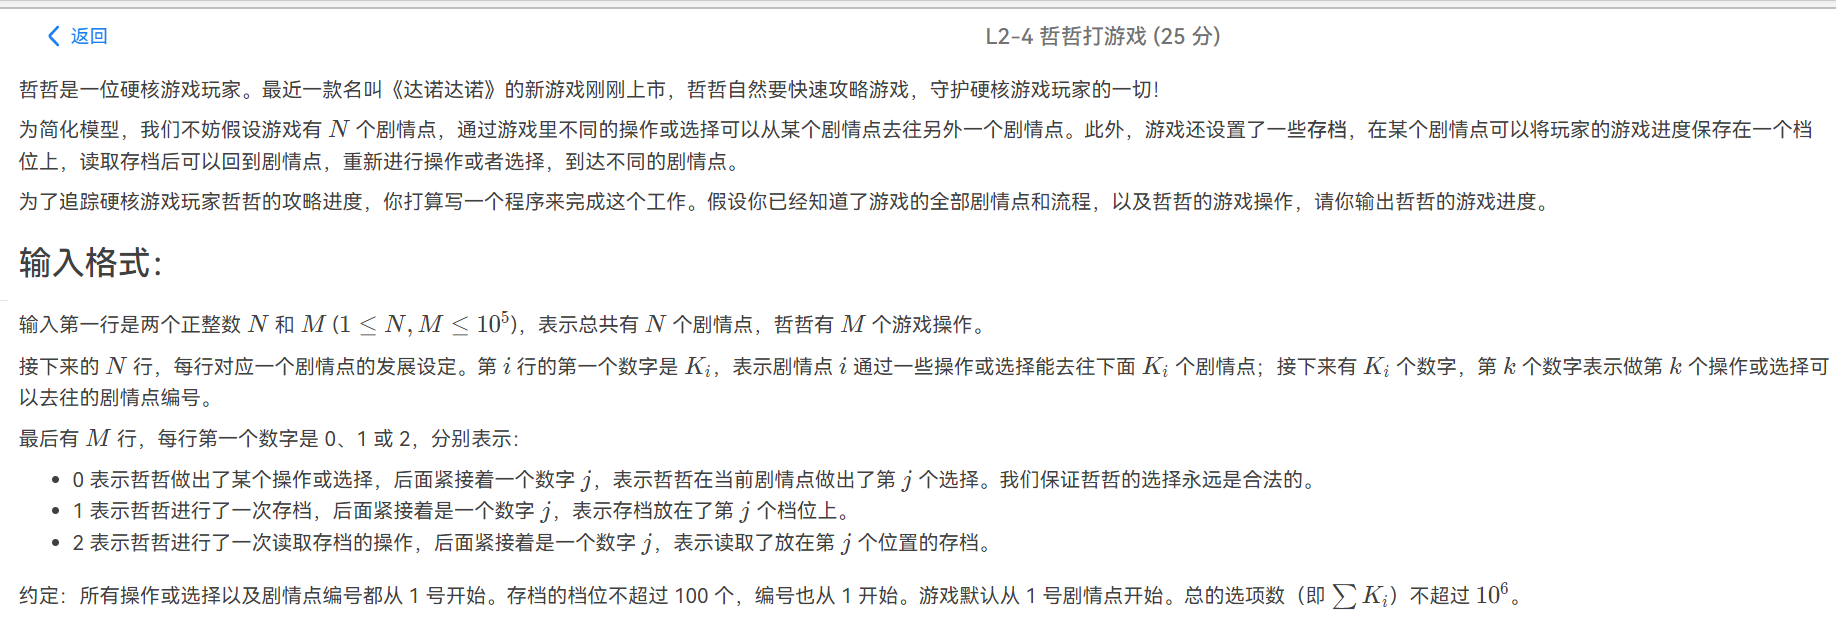 返回
L2-4 哲哲打游戏 (25 分)
哲哲是一位硬核游戏玩家。最近一款名叫《达诺达诺》的新游戏刚刚上市，哲哲自然要快速攻略游戏，守护硬核游戏玩家的一切！
为简化模型，我们不妨假设游戏有 N 个剧情点，通过游戏里不同的操作或选择可以从某个剧情点去往另外一个剧情点。此外，游戏还设置了一些存档，在某个剧情点可以将玩家的游戏进度保存在一个档
位上，读取存档后可以回到剧情点，重新进行操作或者选择，到达不同的剧情点。
为了追踪硬核游戏玩家哲哲的攻略进度，你打算写一个程序来完成这个工作。假设你已经知道了游戏的全部剧情点和流程，以及哲哲的游戏操作，请你输出哲哲的游戏进度。
输入格式：
输入第一行是两个正整数 N 和 M (1 ≤ N, M ≤ 10⁵)，表示总共有 N 个剧情点，哲哲有 M 个游戏操作。
接下来的 N 行，每行对应一个剧情点的发展设定。第 i 行的第一个数字是 Kᵢ，表示剧情点 i 通过一些操作或选择能去往下面 Kᵢ 个剧情点；接下来有 Kᵢ 个数字，第 k 个数字表示做第 k 个操作或选择可
以去往的剧情点编号。
最后有 M 行，每行第一个数字是 0、1 或 2，分别表示：
• 0 表示哲哲做出了某个操作或选择，后面紧接着一个数字 j，表示哲哲在当前剧情点做出了第 j 个选择。我们保证哲哲的选择永远是合法的。
• 1 表示哲哲进行了一次存档，后面紧接着是一个数字 j，表示存档放在了第 j 个档位上。
• 2 表示哲哲进行了一次读取存档的操作，后面紧接着是一个数字 j，表示读取了放在第 j 个位置的存档。
约定：所有操作或选择以及剧情点编号都从 1 号开始。存档的档位不超过 100 个，编号也从 1 开始。游戏默认从 1 号剧情点开始。总的选项数（即 ∑ Kᵢ）不超过 10⁶。